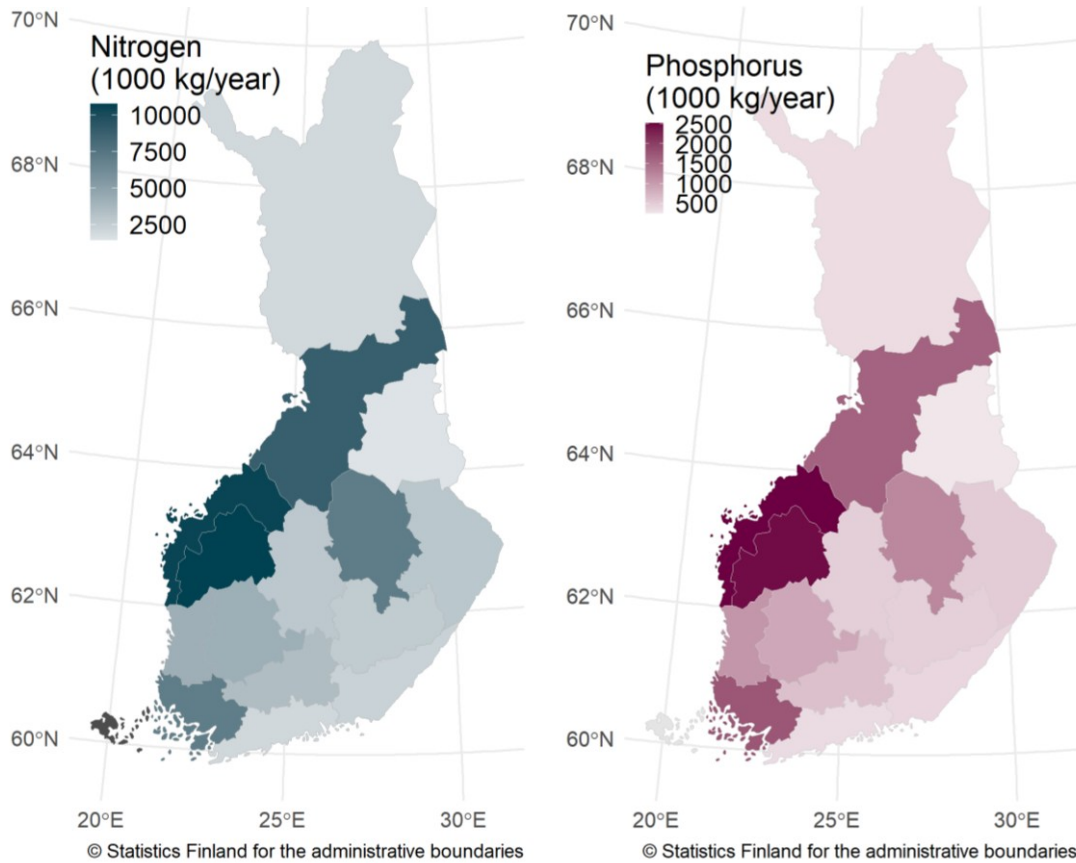 Nitrogen
(1000 kg/year)
10000
7500
5000
2500
70°N
68°N
66°N
64°N
62°N
60°N
20°E 25°E 30°E
© Statistics Finland for the administrative boundaries
Phosphorus
(1000 kg/year)
2500
2000
1500
1000
500
70°N
68°N
66°N
64°N
62°N
60°N
20°E 25°E 30°E
© Statistics Finland for the administrative boundaries